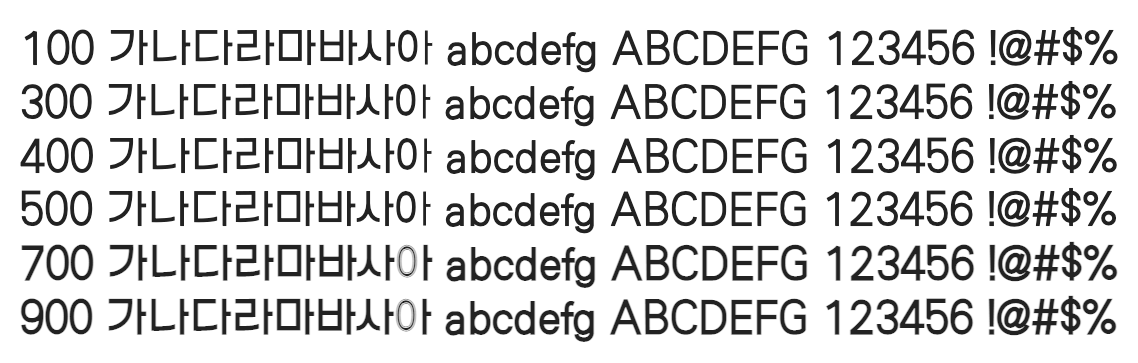 100 가나다라마바사아 abcdefg ABCDEFG 123456 !@#$%
300 가나다라마바사아 abcdefg ABCDEFG 123456 !@#$%
400 가나다라마바사아 abcdefg ABCDEFG 123456 !@#$%
500 가나다라마바사아 abcdefg ABCDEFG 123456 !@#$%
700 가나다라마바사아 abcdefg ABCDEFG 123456 !@#$%
900 가나다라마바사아 abcdefg ABCDEFG 123456 !@#$%